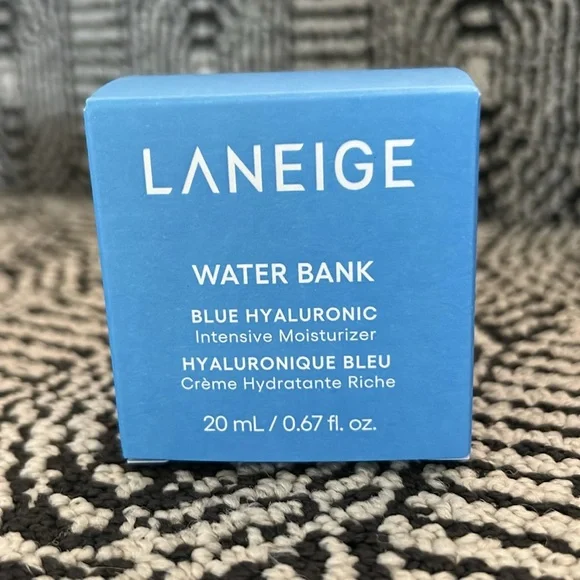 LANEIGE
WATER BANK
BLUE HYALURONIC
Intensive Moisturizer
HYALURONIQUE BLEU
Crème Hydratante Riche
20 mL / 0.67 fl. oz.